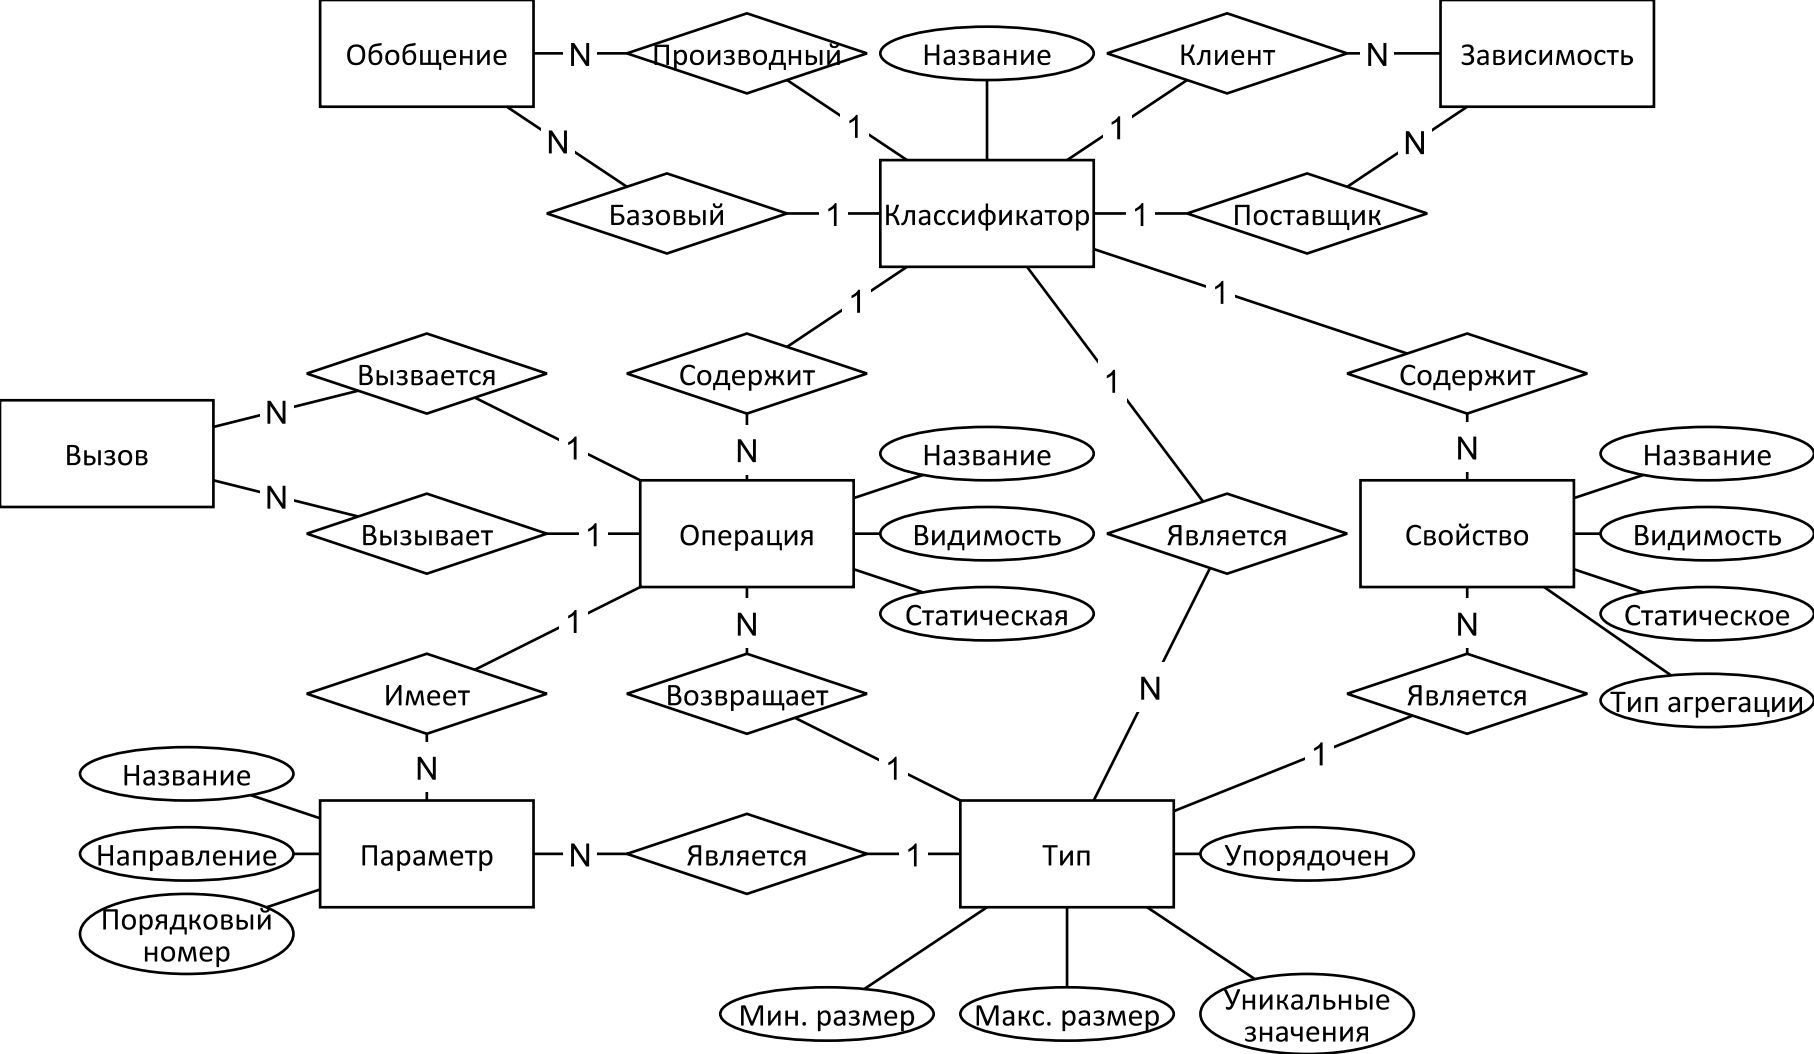 Обобщение
N
Производный
Название
Клиент
N
Зависимость
1
1
N
N
Базовый
1
Классификатор
1
Поставщик
1
1
Вызвается
Содержит
1
Содержит
N
Вызов
1
N
Название
N
Название
N
Вызывает
1
Операция
Видимость
Является
Свойство
Видимость
1
N
Статическая
N
Статическое
Имеет
Возвращает
N
Является
Тип агрегации
N
1
1
Название
Направление
Параметр
N
Является
1
Тип
Упорядочен
Порядковый
номер
Мин. размер
Макс. размер
Уникальные
значения